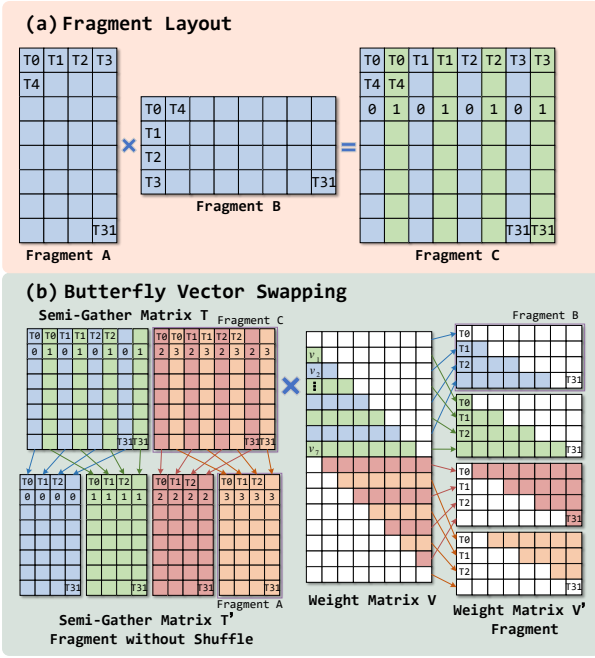 (a) Fragment Layout
T0 T1 T2 T3
T4
T31
Fragment A
×
T0 T4
T1
T2
T3 T31
Fragment B
=
T0 T0 T1 T1 T2 T2 T3 T3
T4 T4
0 1 0 1 0 1 0 1
T31 T31
Fragment C
(b) Butterfly Vector Swapping
Semi-Gather Matrix T
Fragment C
T0 T0 T1 T1 T2 T2
0 1 0 1 0 1 0 1
T31 T31
T0 T0 T1 T1 T2 T2
2 3 2 3 2 3 2 3
T31 T31
T0 T1 T2
0 0 0 0
T31
T0 T1 T2
1 1 1 1
T31
T0 T1 T2
2 2 2 2
T31
T0 T1 T2
3 3 3 3
T31
Fragment A
Semi-Gather Matrix T'
Fragment without Shuffle
×
v1
v2
⋮
v7
Weight Matrix V
Fragment B
T0
T1
T2
T31
T0
T1
T2
T31
T0
T1
T2
T31
T0
T1
T2
T31
Weight Matrix V'
Fragment